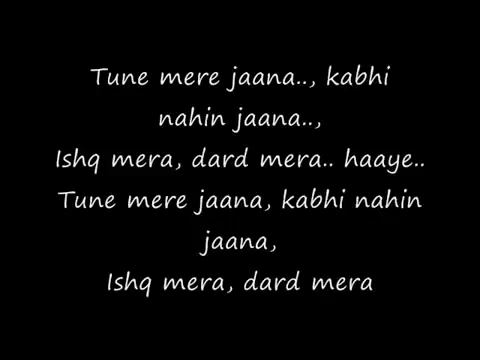 Tune mere jaana.., kabhi
nahin jaana..,
Ishq mera, dard mera.. haaye..
Tune mere jaana, kabhi nahin
jaana,
Ishq mera, dard mera